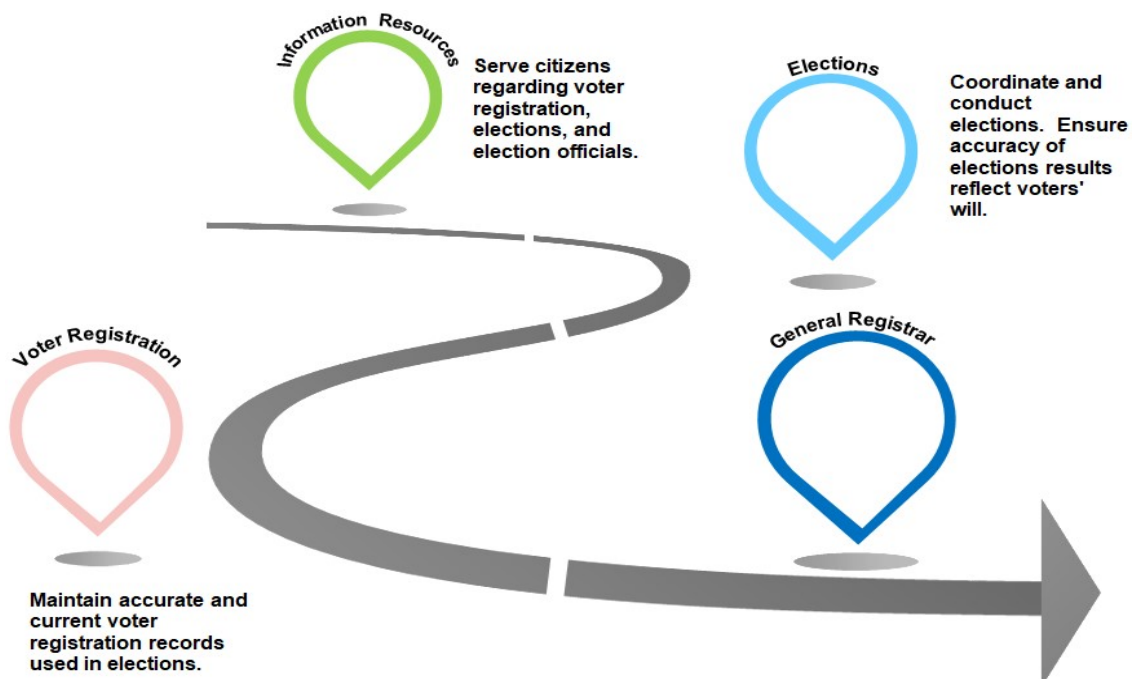 Information Resources
Serve citizens
regarding voter
registration,
elections, and
election officials.
Elections
Coordinate and
conduct
elections.  Ensure
accuracy of
elections results
reflect voters'
will.
Voter Registration
Maintain accurate and
current voter
registration records
used in elections.
General Registrar